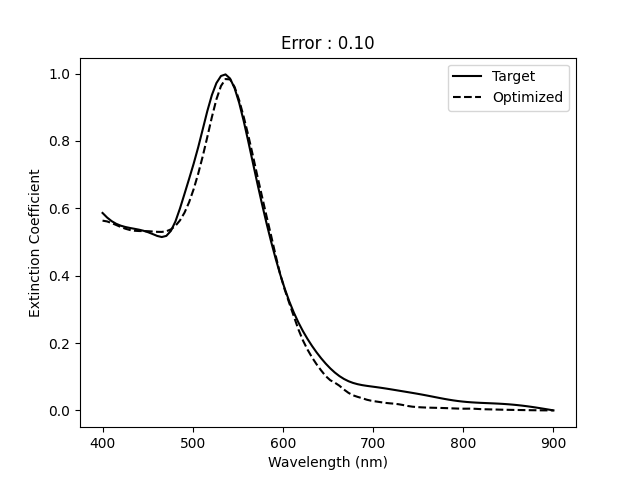 Error : 0.10
Target
Optimized
1.0
0.8
0.6
0.4
0.2
0.0
Extinction Coefficient
400 500 600 700 800 900
Wavelength (nm)